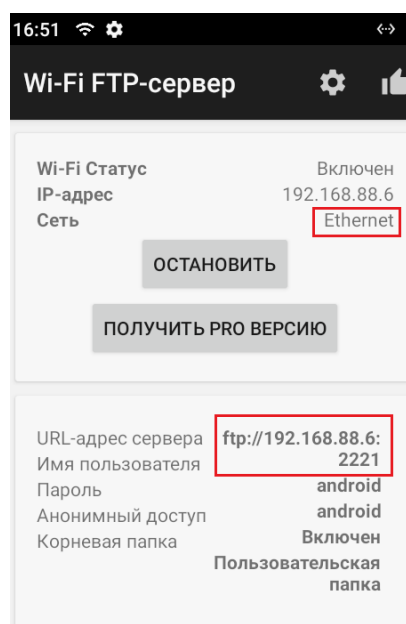 16:51
Wi-Fi FTP-сервер
Wi-Fi Статус Включен
IP-адрес 192.168.88.6
Сеть Ethernet
ОСТАНОВИТЬ
ПОЛУЧИТЬ PRO ВЕРСИЮ
URL-адрес сервера ftp://192.168.88.6:
Имя пользователя 2221
Пароль android
Анонимный доступ android
Корневая папка Включен
Пользовательская
папка